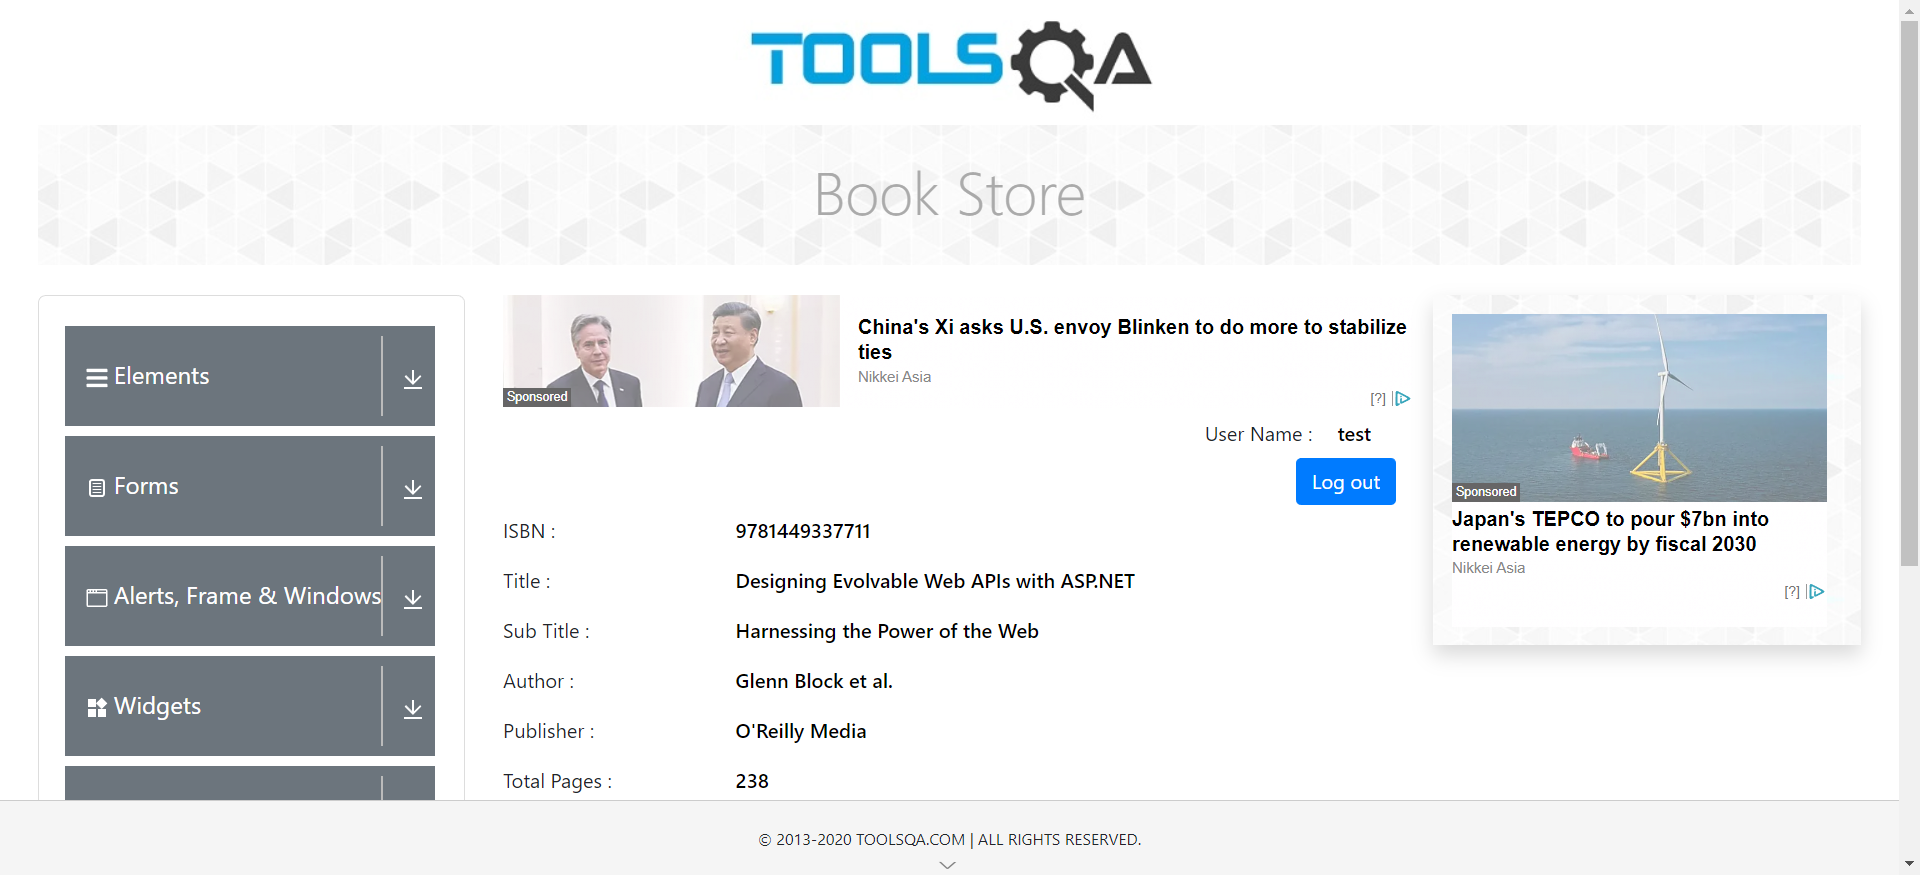 TOOLSQA
Book Store
Elements
Forms
Alerts, Frame & Windows
Widgets
Sponsored
China's Xi asks U.S. envoy Blinken to do more to stabilize
ties
Nikkei Asia
[?]
User Name :
test
Log out
ISBN :
9781449337711
Title :
Designing Evolvable Web APIs with ASP.NET
Sub Title :
Harnessing the Power of the Web
Author :
Glenn Block et al.
Publisher :
O'Reilly Media
Total Pages :
238
Sponsored
Japan's TEPCO to pour $7bn into
renewable energy by fiscal 2030
Nikkei Asia
[?]
© 2013-2020 TOOLSQA.COM | ALL RIGHTS RESERVED.